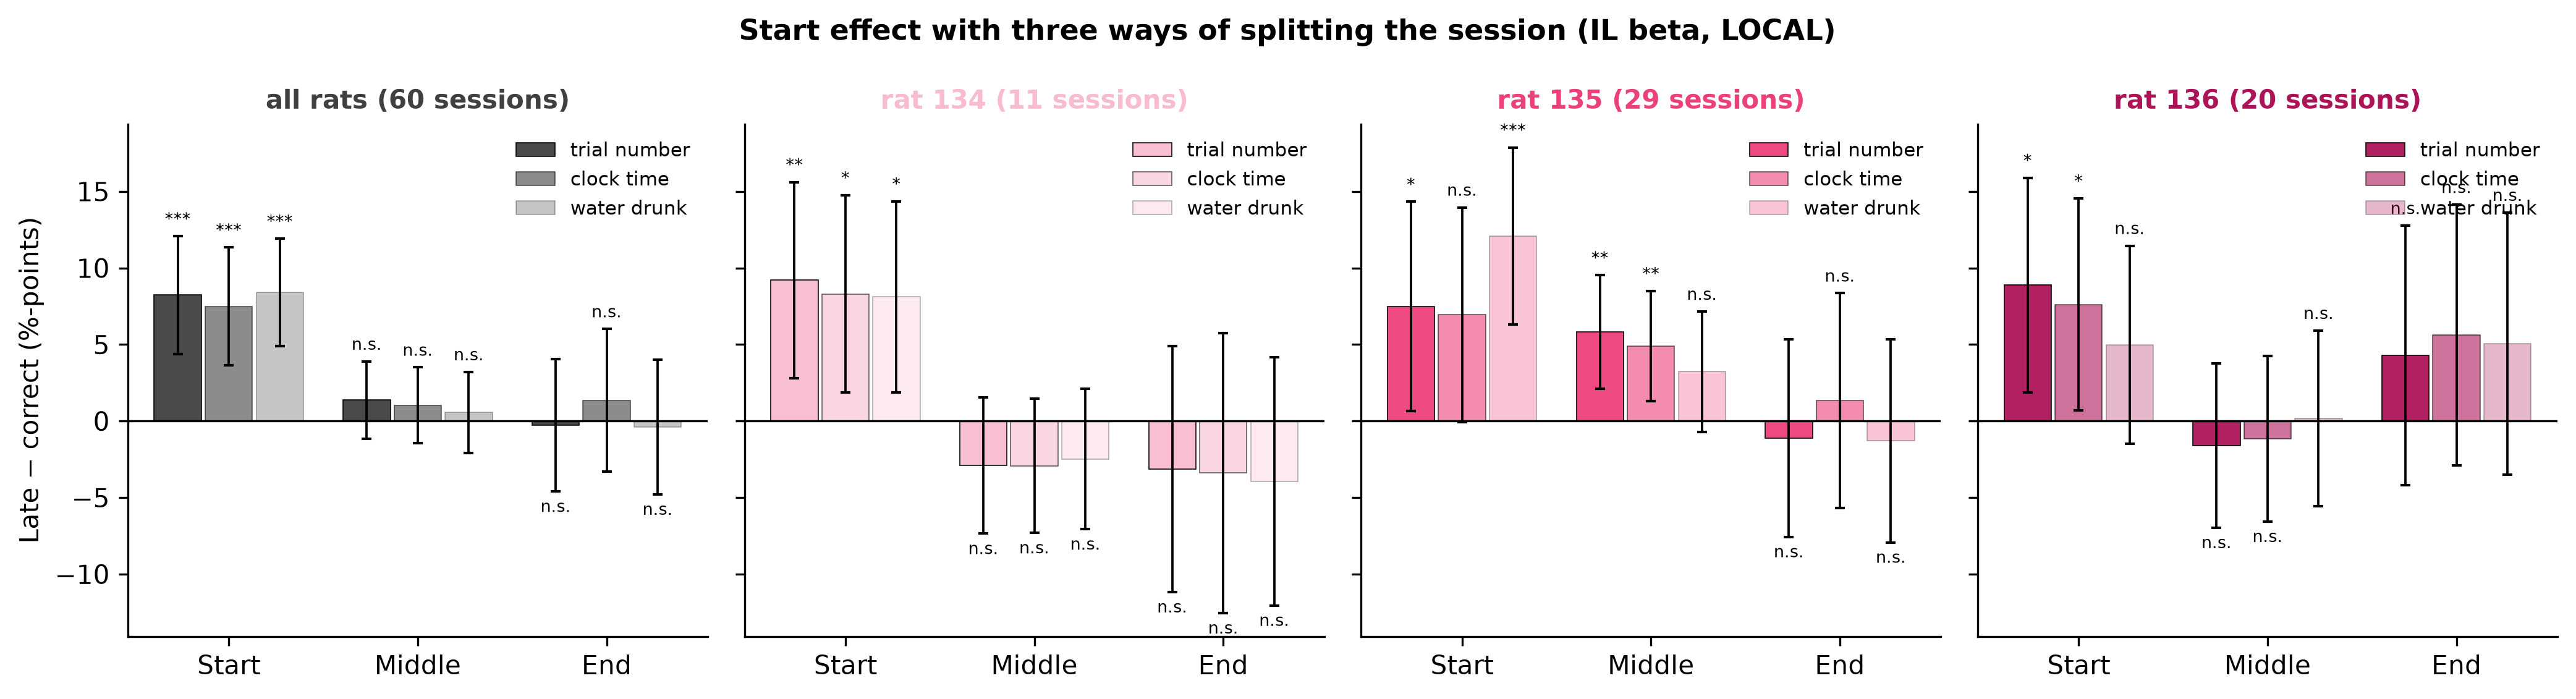 Start effect with three ways of splitting the session (IL beta, LOCAL)
all rats (60 sessions)
Late − correct (%-points)
15
10
5
0
−5
−10
trial number
clock time
water drunk
***
***
***
n.s.
n.s.
n.s.
n.s.
n.s.
n.s.
Start
Middle
End
rat 134 (11 sessions)
trial number
clock time
water drunk
**
*
*
n.s.
n.s.
n.s.
n.s.
n.s.
n.s.
Start
Middle
End
rat 135 (29 sessions)
trial number
clock time
water drunk
*
n.s.
***
**
**
n.s.
n.s.
n.s.
n.s.
Start
Middle
End
rat 136 (20 sessions)
trial number
clock time
water drunk
*
*
n.s.
n.s.
n.s.
n.s.
n.s.
n.s.
n.s.
Start
Middle
End